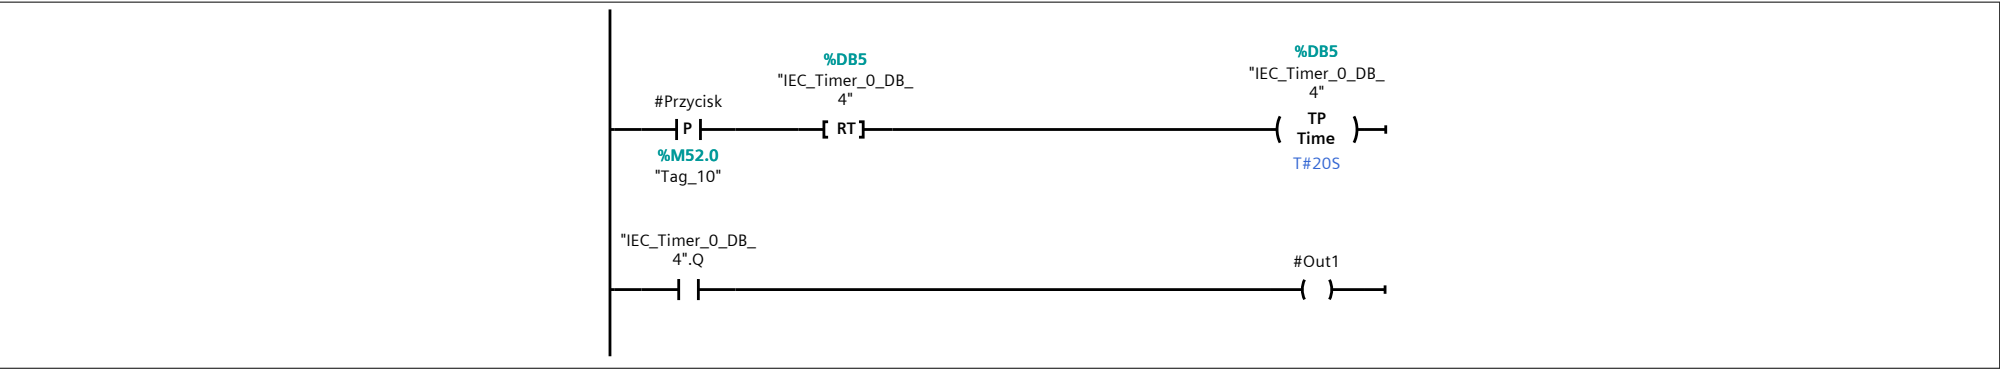 %DB5
"IEC_Timer_0_DB_
4"
%DB5
"IEC_Timer_0_DB_
4"
#Przycisk
P
RT
TP
Time
%M52.0
"Tag_10"
T#20S
"IEC_Timer_0_DB_
4".Q
#Out1